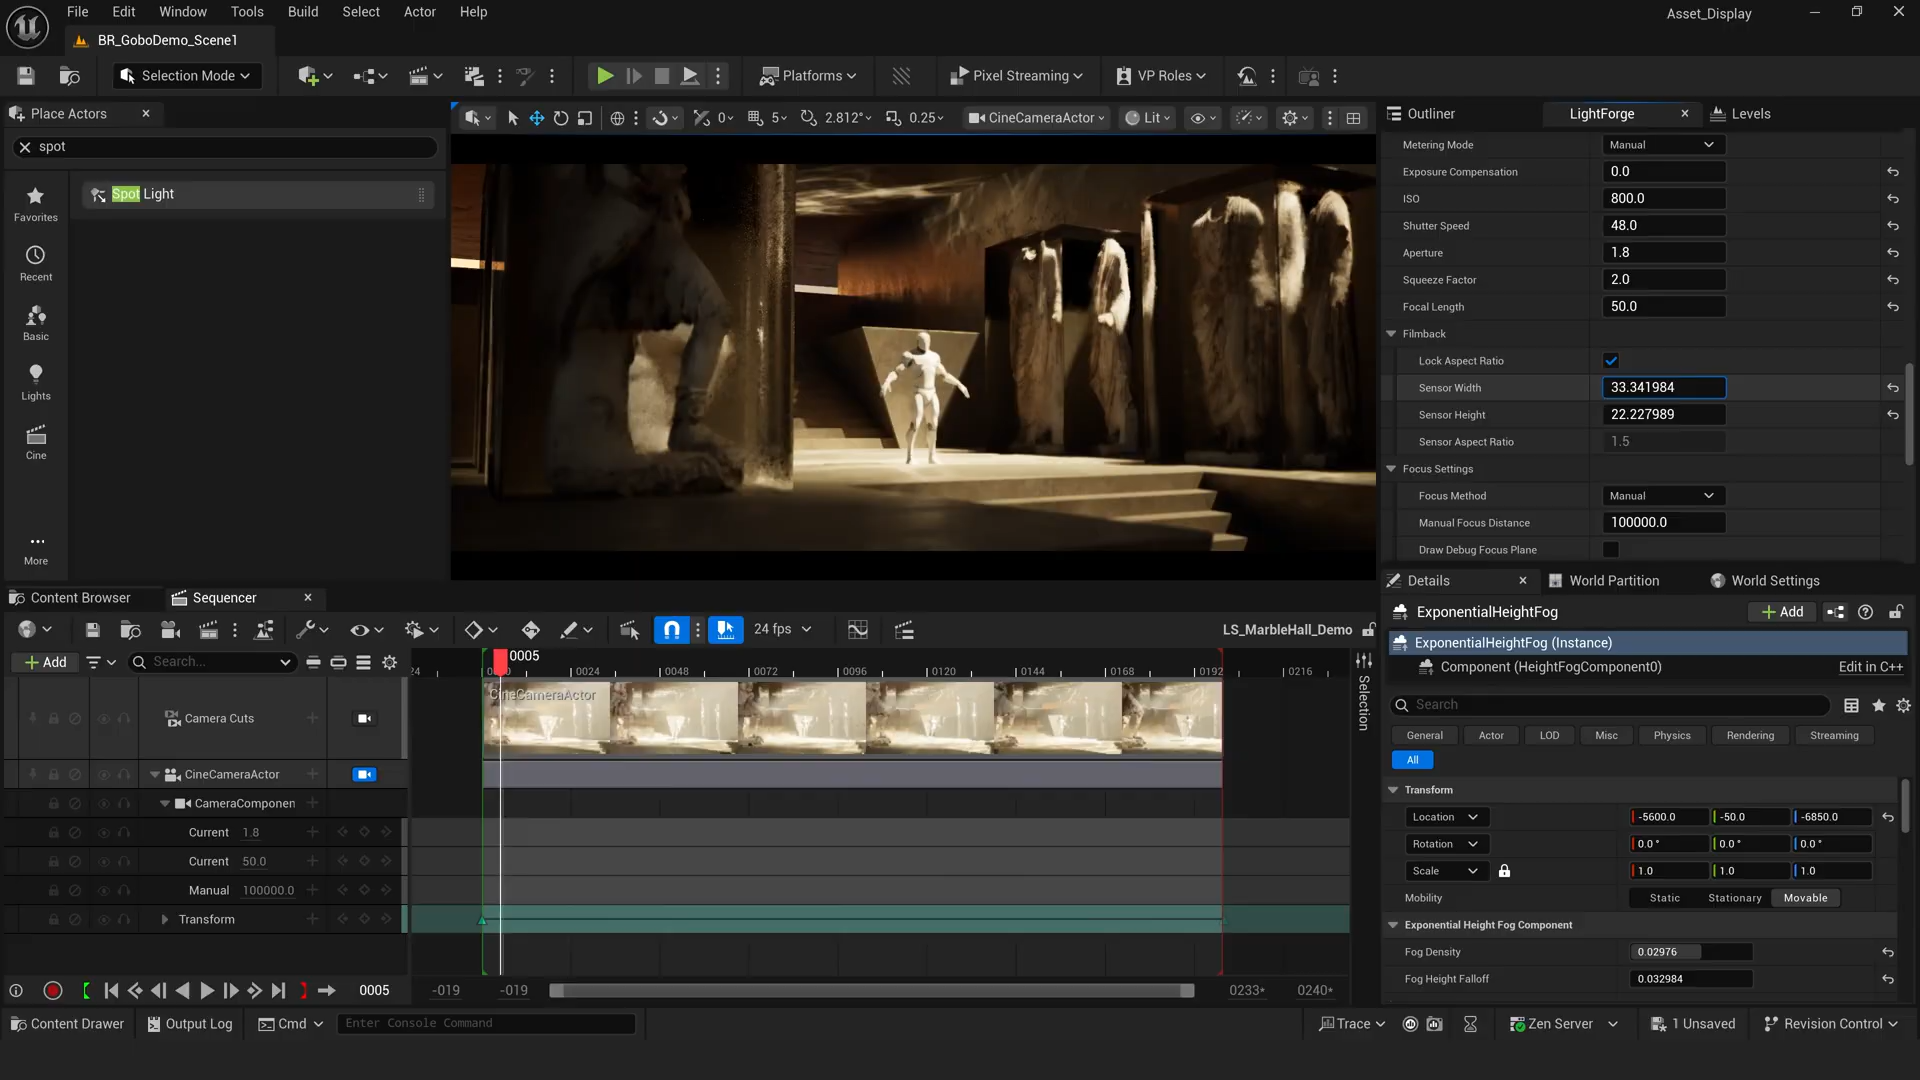 File Edit Window Tools Build Select Actor Help
Asset_Display
BR_GoboDemo_Scene1
Selection Mode
Platforms
Pixel Streaming
VP Roles
Place Actors
spot
Spot Light
Favorites
Recent
Basic
Lights
Cine
More
0 5 2.812° 0.25 CineCameraActor Lit
Outliner LightForge Levels
Metering Mode Manual
Exposure Compensation 0.0
ISO 800.0
Shutter Speed 48.0
Aperture 1.8
Squeeze Factor 2.0
Focal Length 50.0
Filmback
Lock Aspect Ratio
Sensor Width 33.341984
Sensor Height 22.227989
Sensor Aspect Ratio 1.5
Focus Settings
Focus Method Manual
Manual Focus Distance 100000.0
Draw Debug Focus Plane
Details World Partition World Settings
ExponentialHeightFog Add
ExponentialHeightFog (Instance)
Component (HeightFogComponent0) Edit in C++
Search
General Actor LOD Misc Physics Rendering Streaming
All
Transform
Location -5600.0 -50.0 -6850.0
Rotation 0.0 ° 0.0 ° 0.0 °
Scale 1.0 1.0 1.0
Mobility Static Stationary Movable
Exponential Height Fog Component
Fog Density 0.02976
Fog Height Falloff 0.032984
Content Browser Sequencer
24 fps LS_MarbleHall_Demo
Add Search...
0005
24 0024 0048 0072 0096 0120 0144 0168 0192 0216
Selection
CineCameraActor
Camera Cuts
CineCameraActor
CameraComponen
Current 1.8
Current 50.0
Manual 100000.0
Transform
0005 -019 -019 0233* 0240*
Content Drawer Output Log Cmd Enter Console Command
Trace Zen Server 1 Unsaved Revision Control